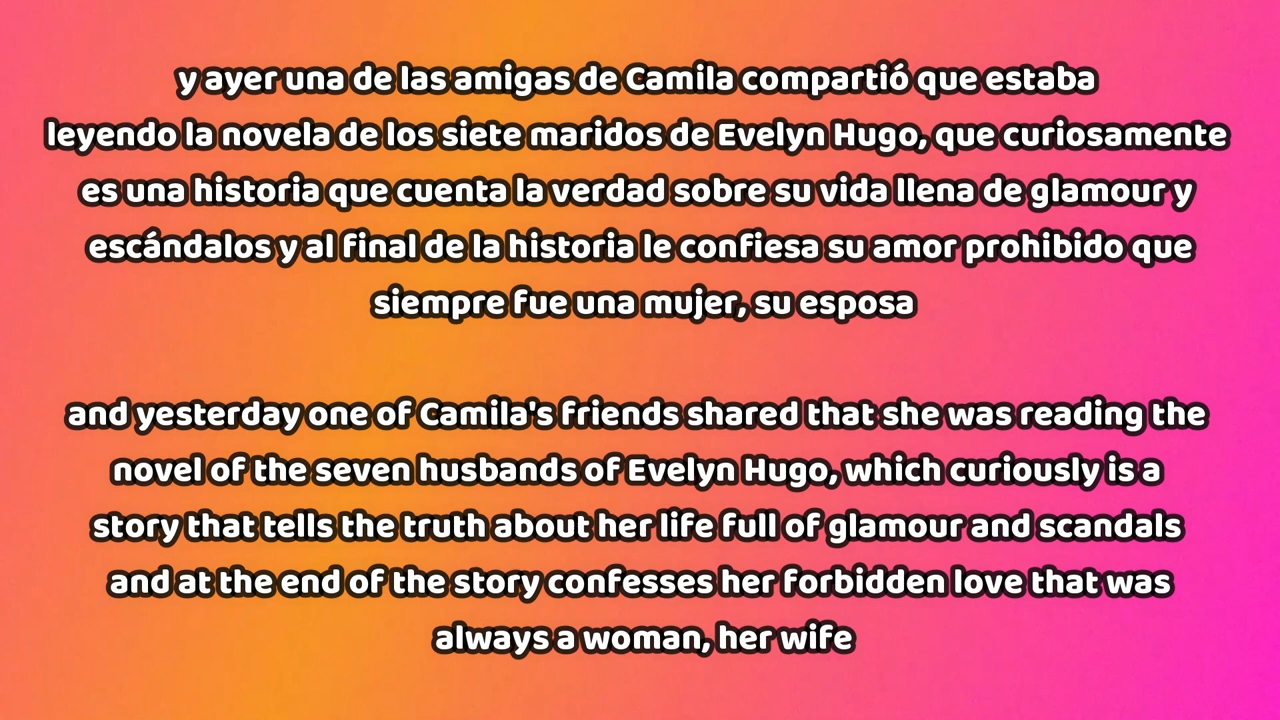 y ayer una de las amigas de Camila compartió que estaba
leyendo la novela de los siete maridos de Evelyn Hugo, que curiosamente
es una historia que cuenta la verdad sobre su vida llena de glamour y
escándalos y al final de la historia le confiesa su amor prohibido que
siempre fue una mujer, su esposa
and yesterday one of Camila's friends shared that she was reading the
novel of the seven husbands of Evelyn Hugo, which curiously is a
story that tells the truth about her life full of glamour and scandals
and at the end of the story confesses her forbidden love that was
always a woman, her wife